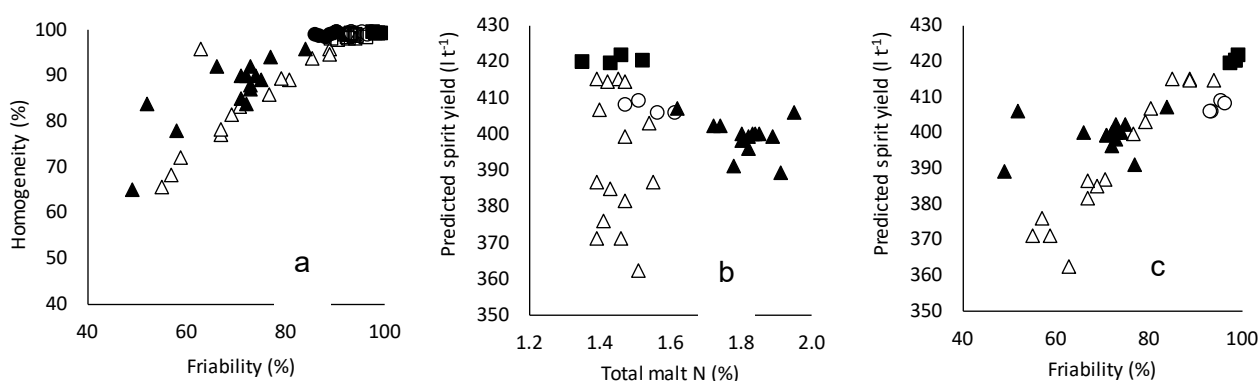 100
90
80
70
60
50
40
Homogeneity (%)
a
40 60 80 100
Friability (%)
430
420
410
400
390
380
370
360
350
Predicted spirit yield (l t⁻¹)
b
1.2 1.4 1.6 1.8 2.0
Total malt N (%)
430
420
410
400
390
380
370
360
350
Predicted spirit yield (l t⁻¹)
c
40 60 80 100
Friability (%)